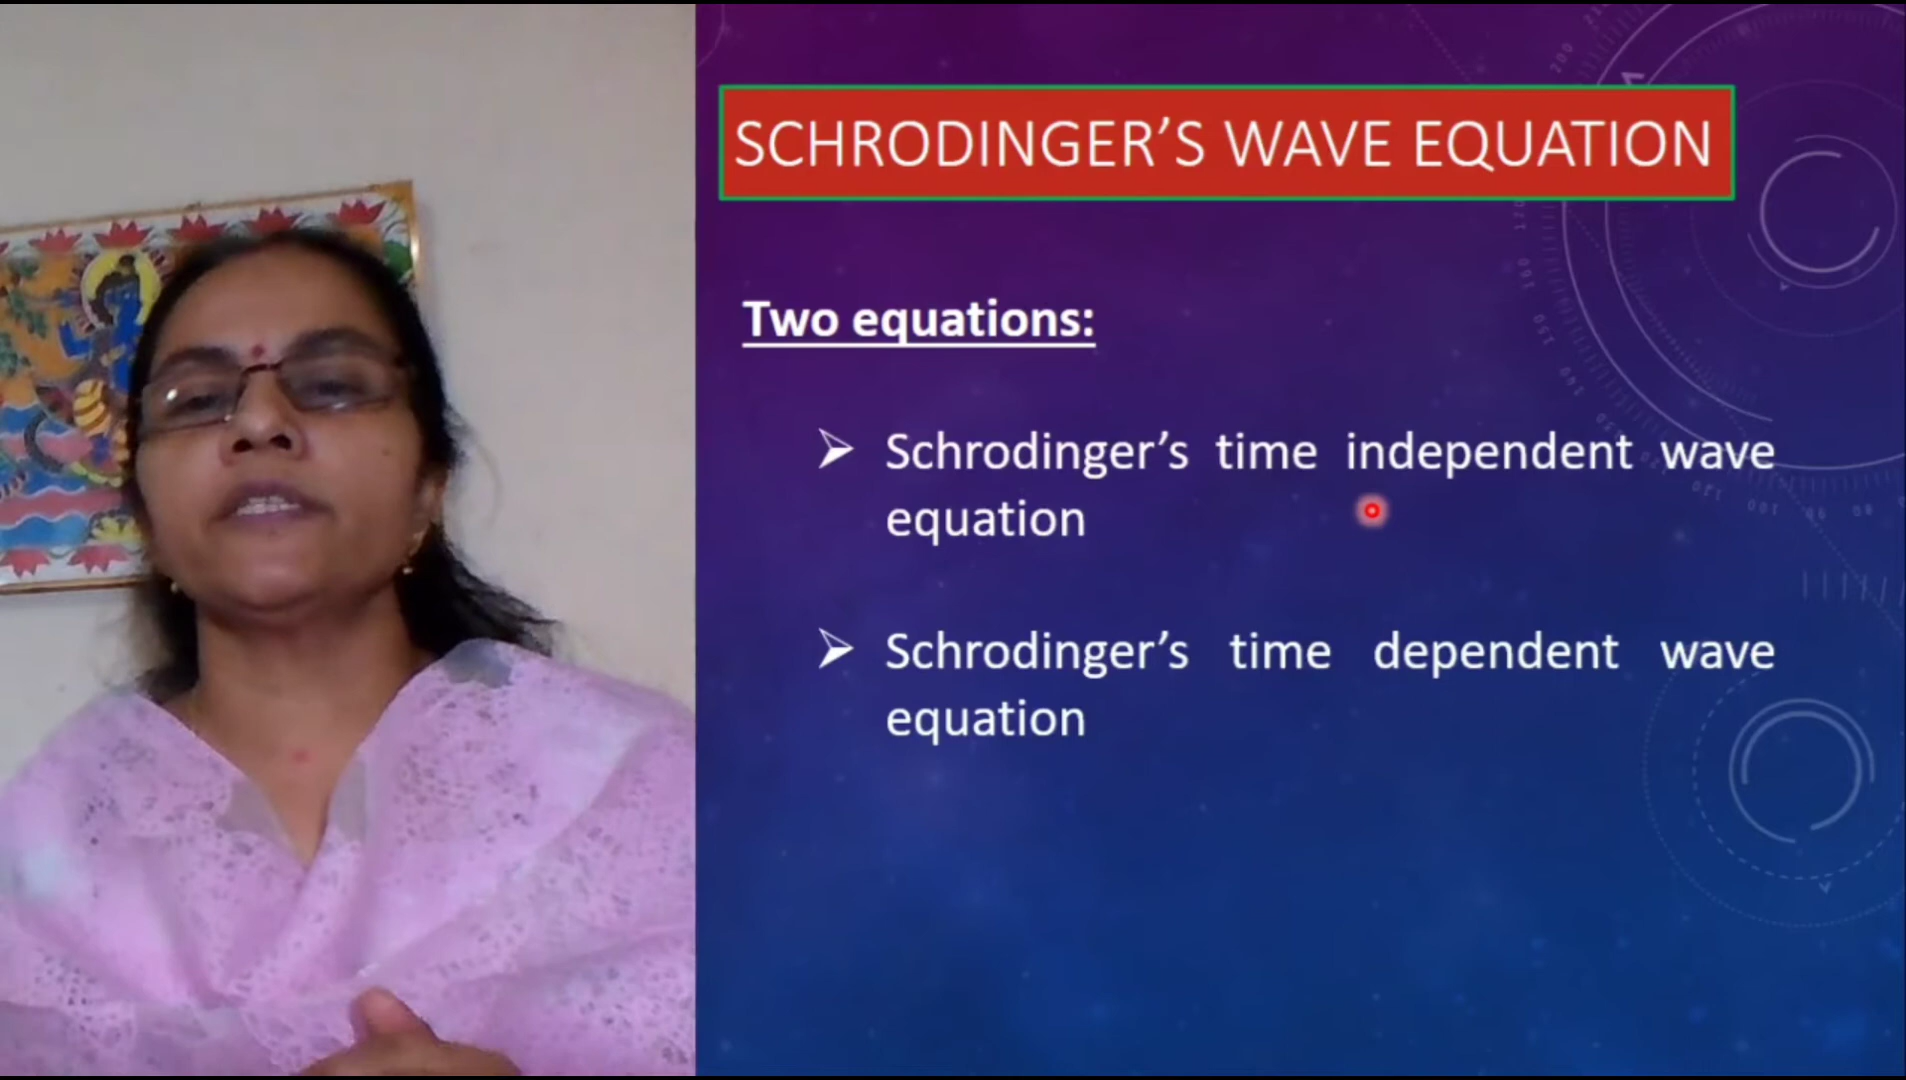 SCHRODINGER’S WAVE EQUATION
Two equations:
➢ Schrodinger’s time independent wave
equation
➢ Schrodinger’s time dependent wave
equation